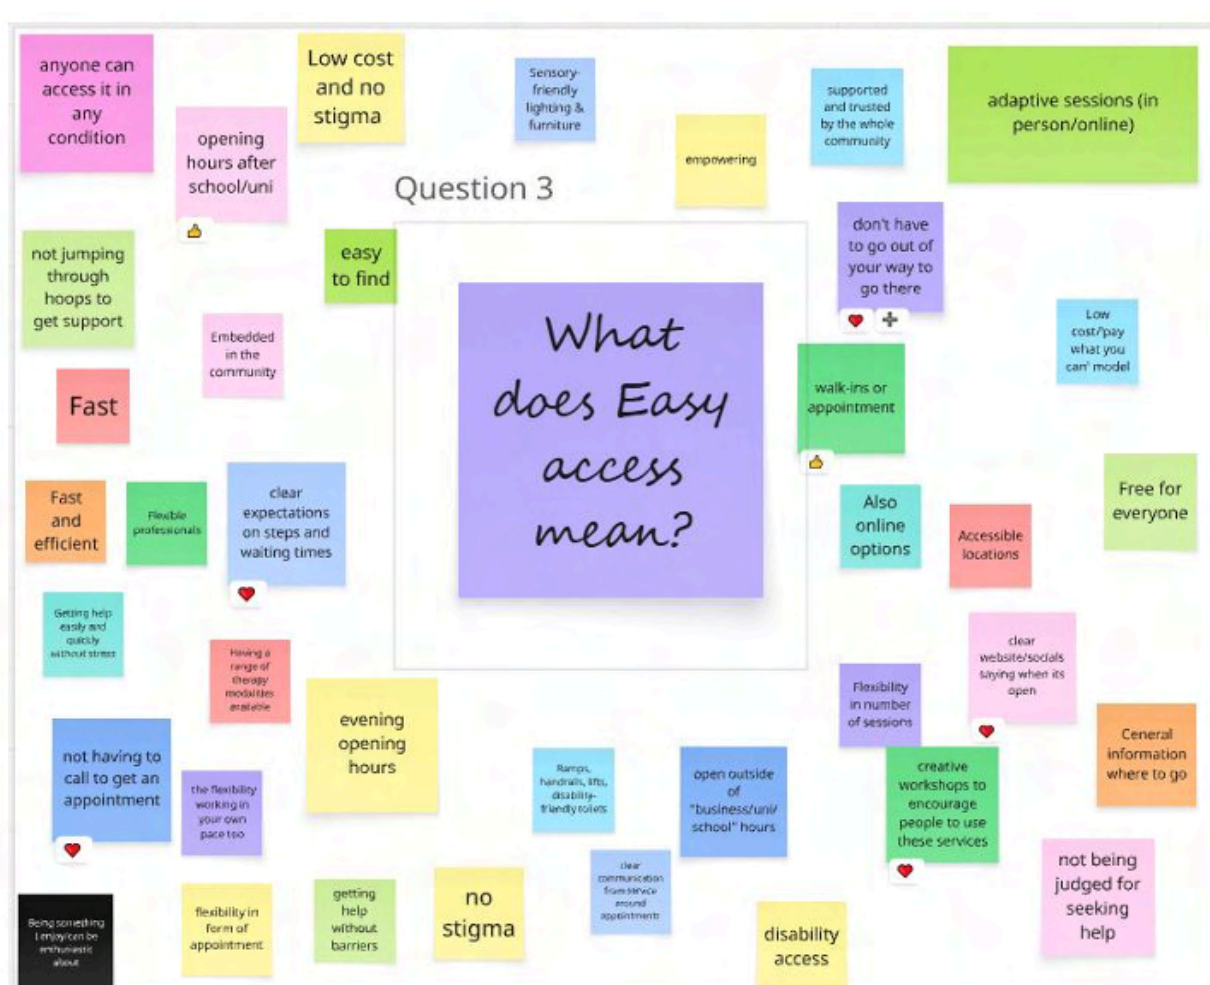 anyone can
access it in
any
condition
opening
hours after
school/uni
Low cost
and no
stigma
Sensory-
friendly
lighting &
furniture
empowering
supported
and trusted
by the whole
community
adaptive sessions (in
person/online)
Question 3
not jumping
through
hoops to
get support
easy
to find
Embedded
in the
community
don't have
to go out of
your way to
go there
Low
cost/'pay
what you
can' model
Fast
What
does Easy
access
mean?
walk-ins or
appointment
Fast
and
efficient
Flexible
professionals
clear
expectations
on steps and
waiting times
Also
online
options
Accessible
locations
Free for
everyone
Getting help
easily and
quickly
without stress
Having a
range of
therapy
modalities
available
evening
opening
hours
Flexibility
in number
of sessions
clear
website/socials
saying when its
open
General
information
where to go
not having to
call to get an
appointment
the flexibility
working in
your own
pace too
Ramps,
handrails, lifts,
disability-
friendly toilets
open outside
of
"business/uni/
school" hours
creative
workshops to
encourage
people to use
these services
not being
judged for
seeking
help
Being something
I enjoy/can be
enthusiastic
about
flexibility in
form of
appointment
getting
help
without
barriers
no
stigma
clear
communication
from service
around
appointments
disability
access